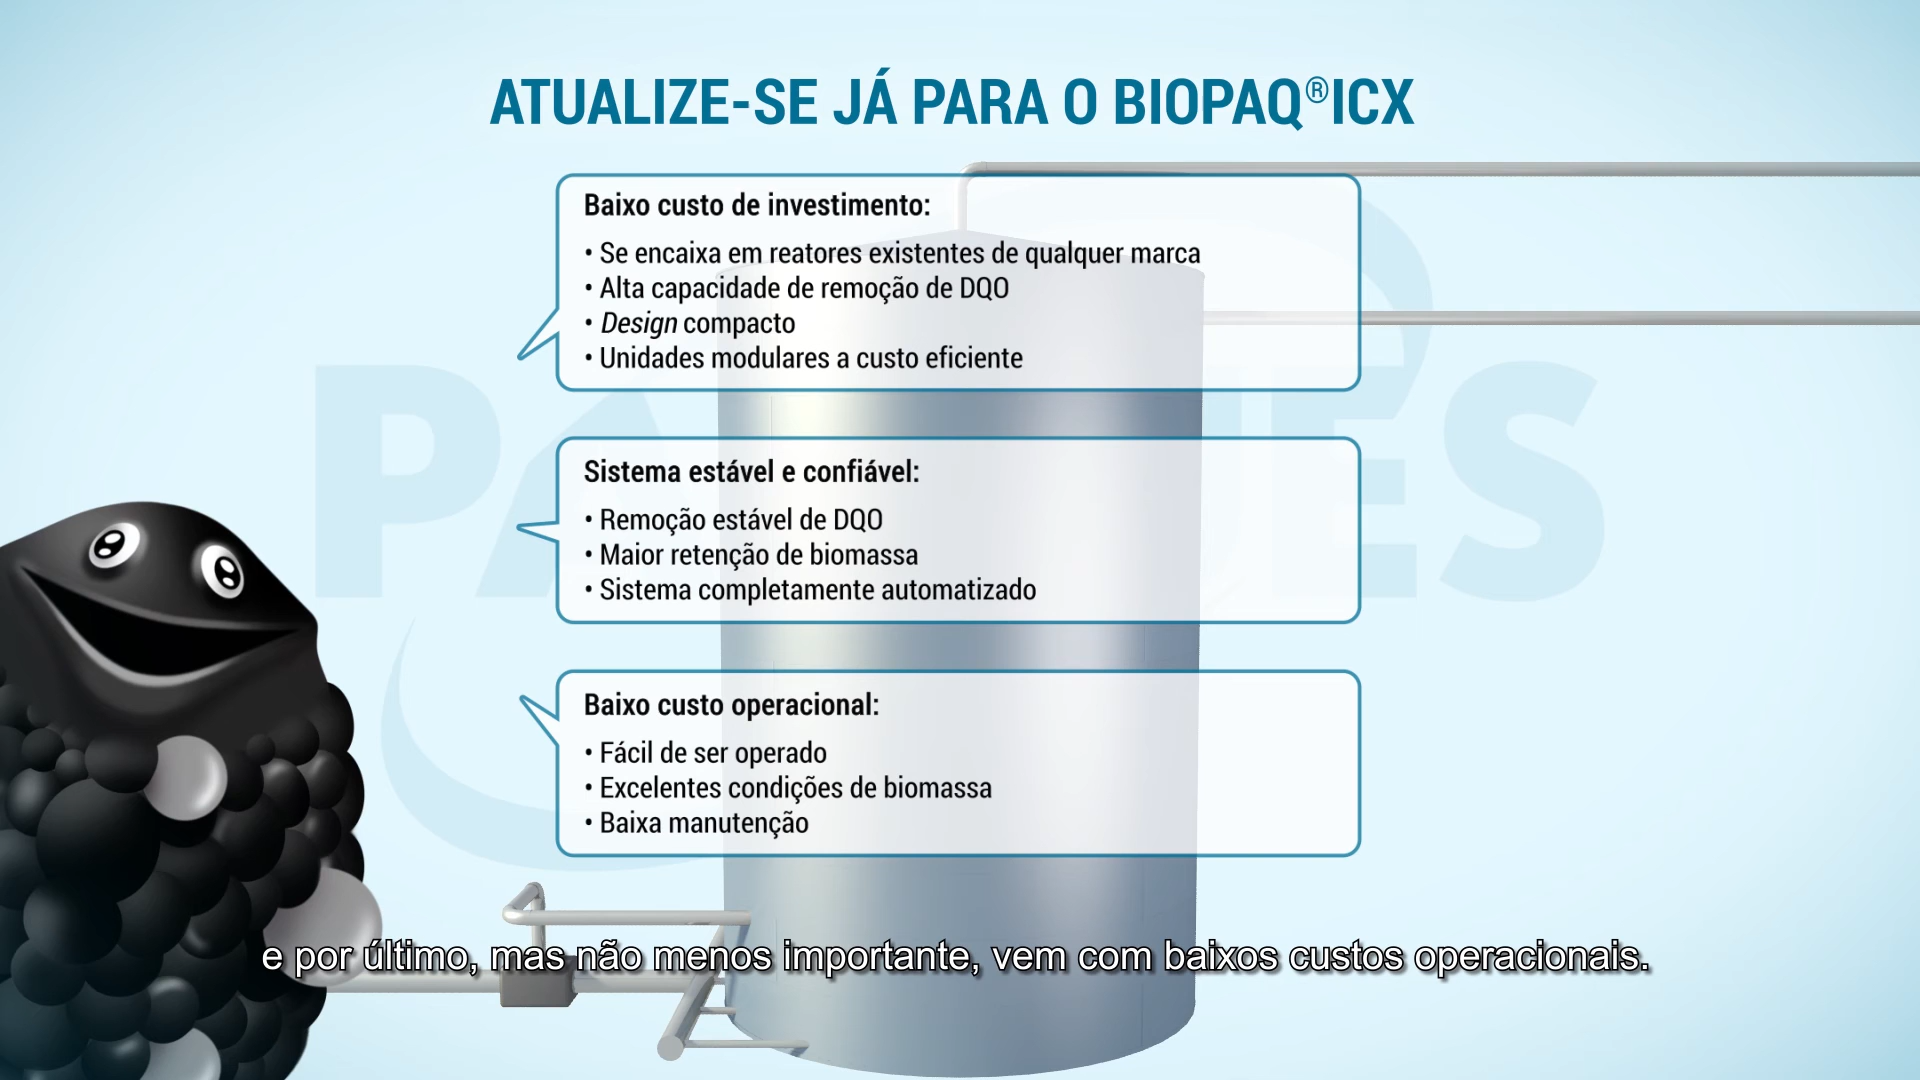 ATUALIZE-SE JÁ PARA O BIOPAQ®ICX
Baixo custo de investimento:
• Se encaixa em reatores existentes de qualquer marca
• Alta capacidade de remoção de DQO
• Design compacto
• Unidades modulares a custo eficiente
Sistema estável e confiável:
• Remoção estável de DQO
• Maior retenção de biomassa
• Sistema completamente automatizado
Baixo custo operacional:
• Fácil de ser operado
• Excelentes condições de biomassa
• Baixa manutenção
e por último, mas não menos importante, vem com baixos custos operacionais.